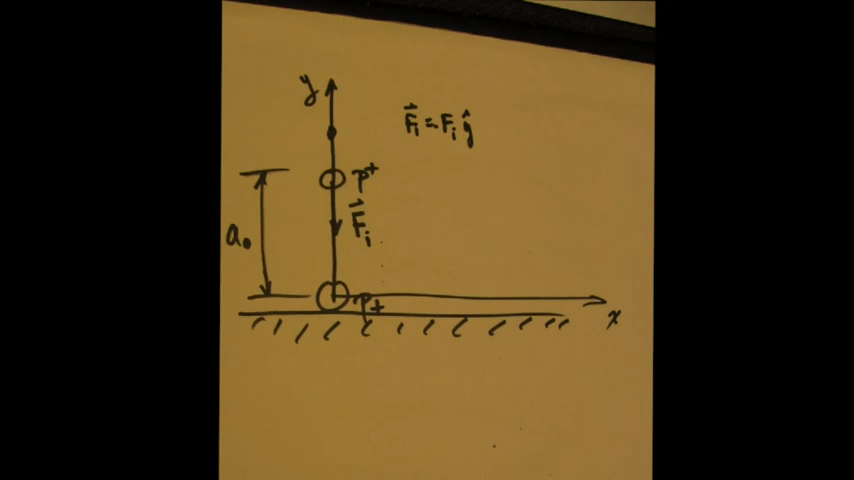 y
F⃗i = Fi ĵ
p+
F⃗i
a₀
p+
x